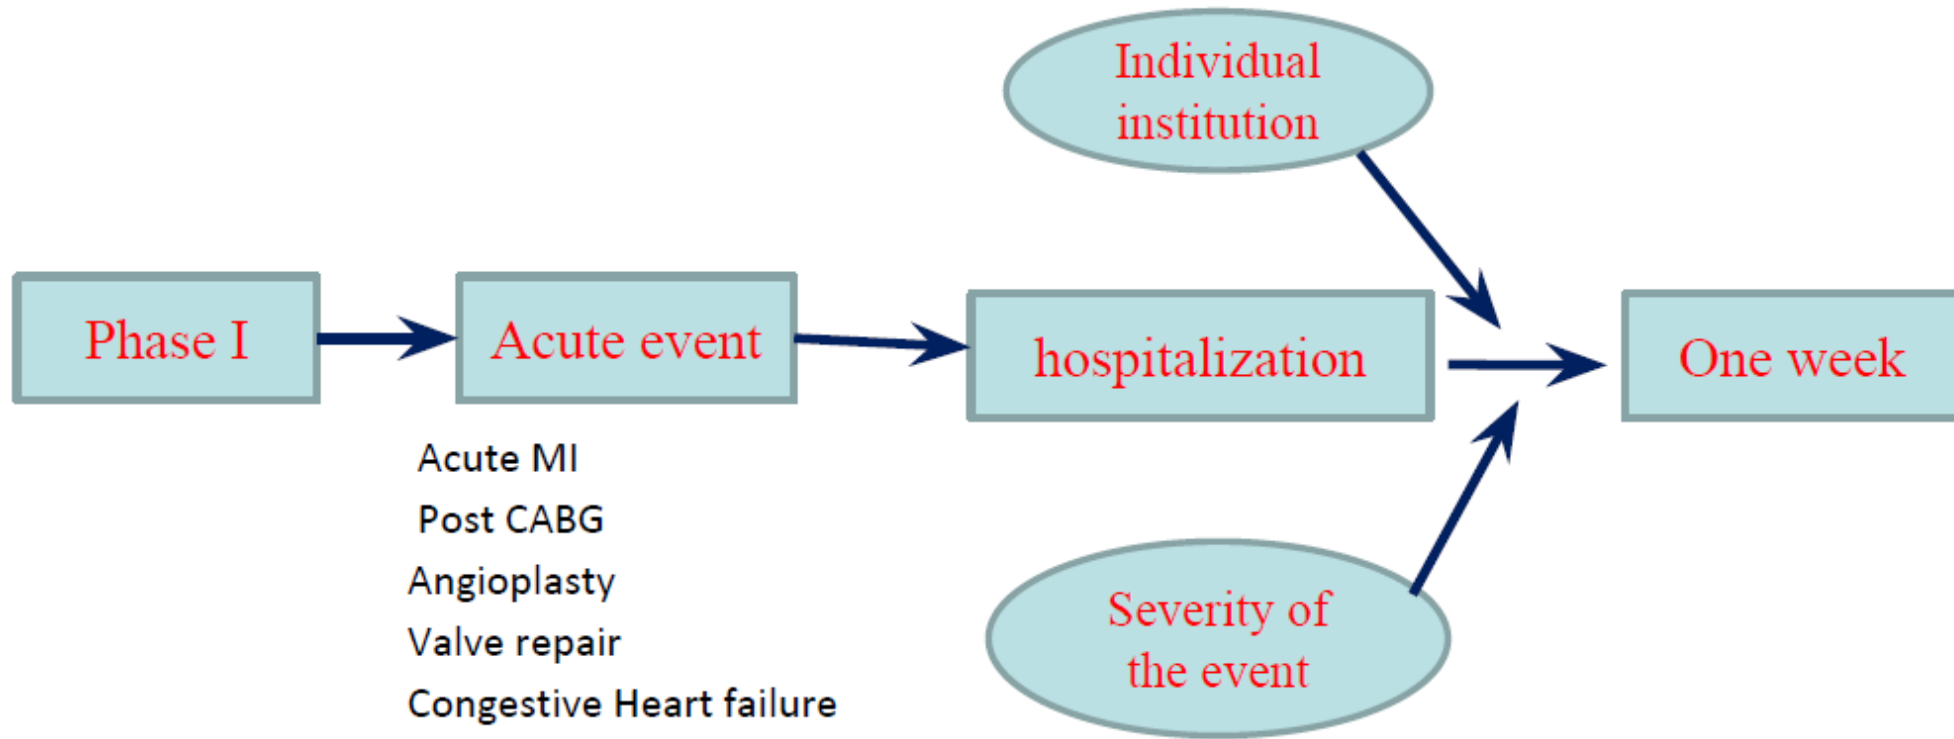 Individual
institution
Phase I
Acute event
hospitalization
One week
Acute MI
Post CABG
Angioplasty
Valve repair
Congestive Heart failure
Severity of
the event